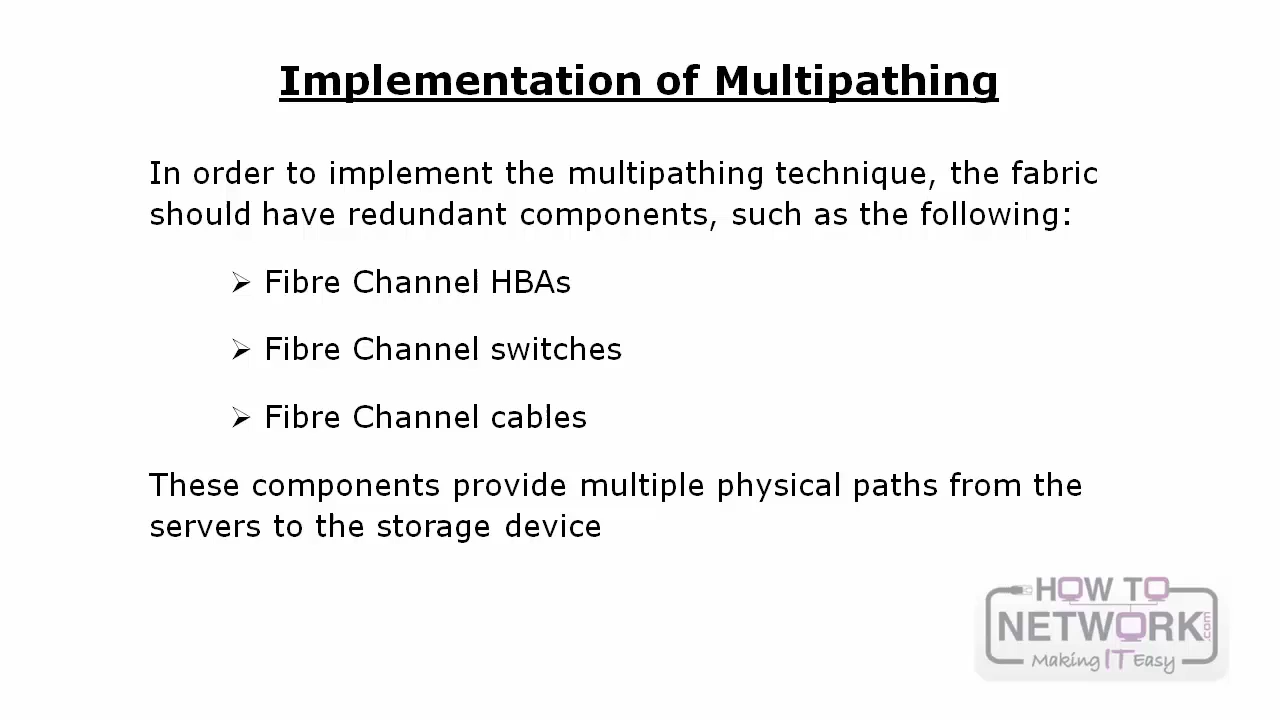 Implementation of Multipathing
In order to implement the multipathing technique, the fabric
should have redundant components, such as the following:
➢ Fibre Channel HBAs
➢ Fibre Channel switches
➢ Fibre Channel cables
These components provide multiple physical paths from the
servers to the storage device
HOW TO
NETWORK.com
Making IT Easy